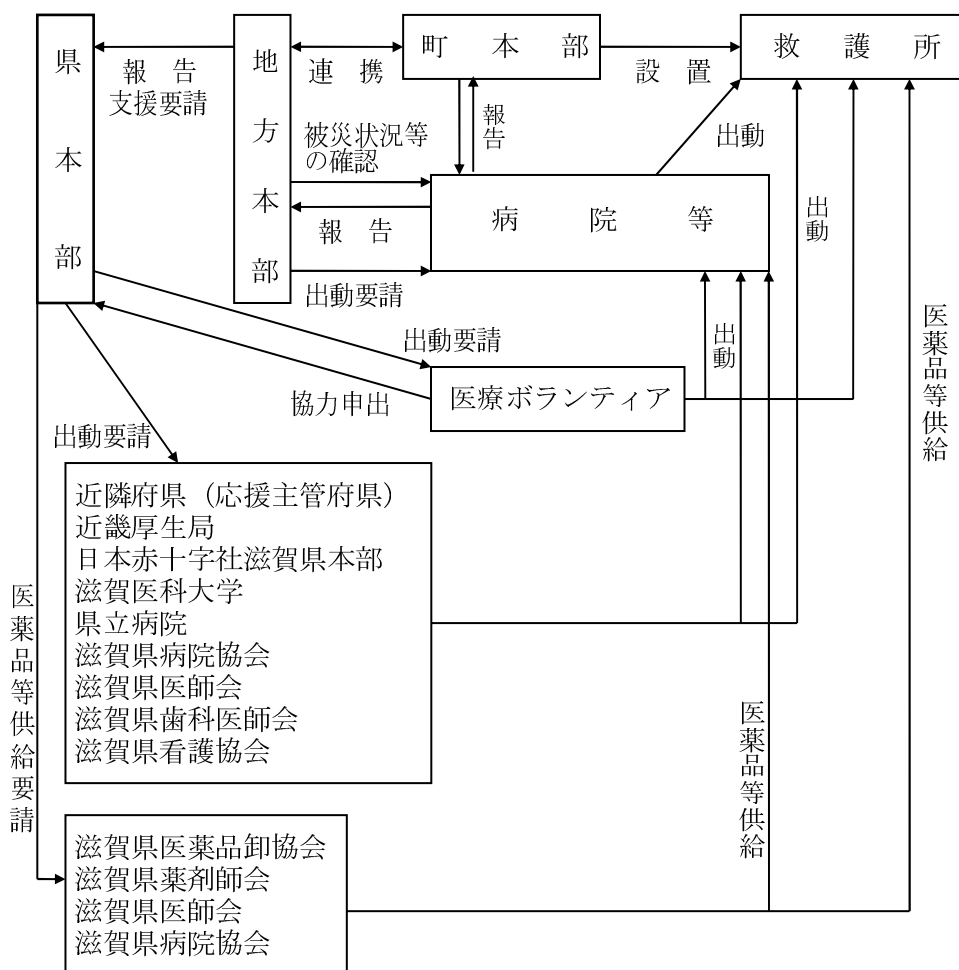 県本部
報告
支援要請
地方本部
連携
町本部
設置
救護所
報告
出動
被災状況等
の確認
報告
出動要請
病院等
出動
出動要請
協力申出
医療ボランティア
出動
医薬品等供給
出動要請
近隣府県(応援主管府県)
近畿厚生局
日本赤十字社滋賀県本部
滋賀医科大学
県立病院
滋賀県病院協会
滋賀県医師会
滋賀県歯科医師会
滋賀県看護協会
医薬品等供給要請
医薬品等供給
滋賀県医薬品卸協会
滋賀県薬剤師会
滋賀県医師会
滋賀県病院協会